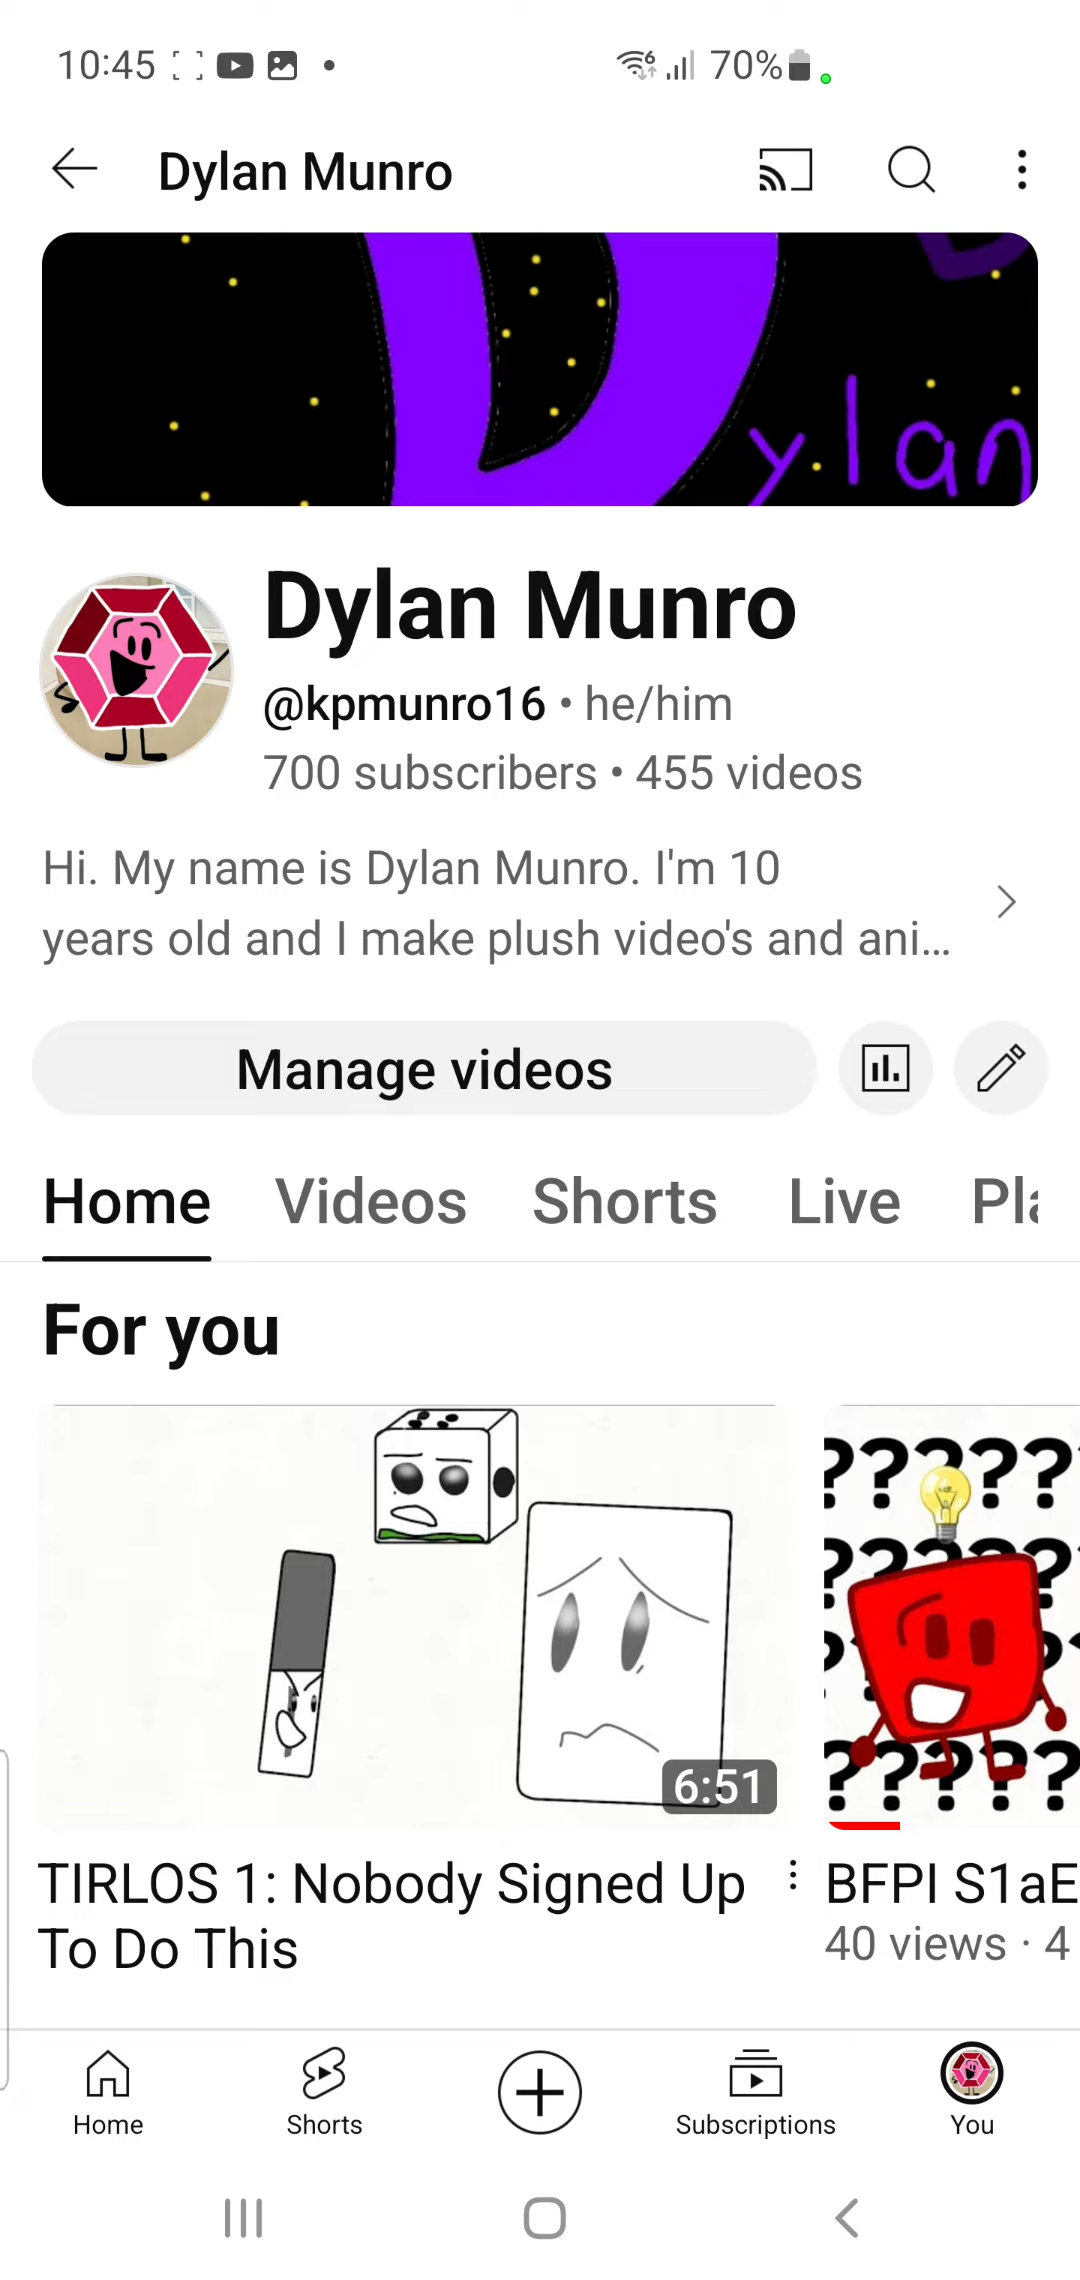 10:45
70%
Dylan Munro
ylan
Dylan Munro
@kpmunro16 • he/him
700 subscribers • 455 videos
Hi. My name is Dylan Munro. I'm 10
years old and I make plush video's and ani...
Manage videos
Home Videos Shorts Live Pla
For you
?????
?????
?????
6:51
TIRLOS 1: Nobody Signed Up
To Do This
BFPI S1aE
40 views · 4
Home Shorts Subscriptions You